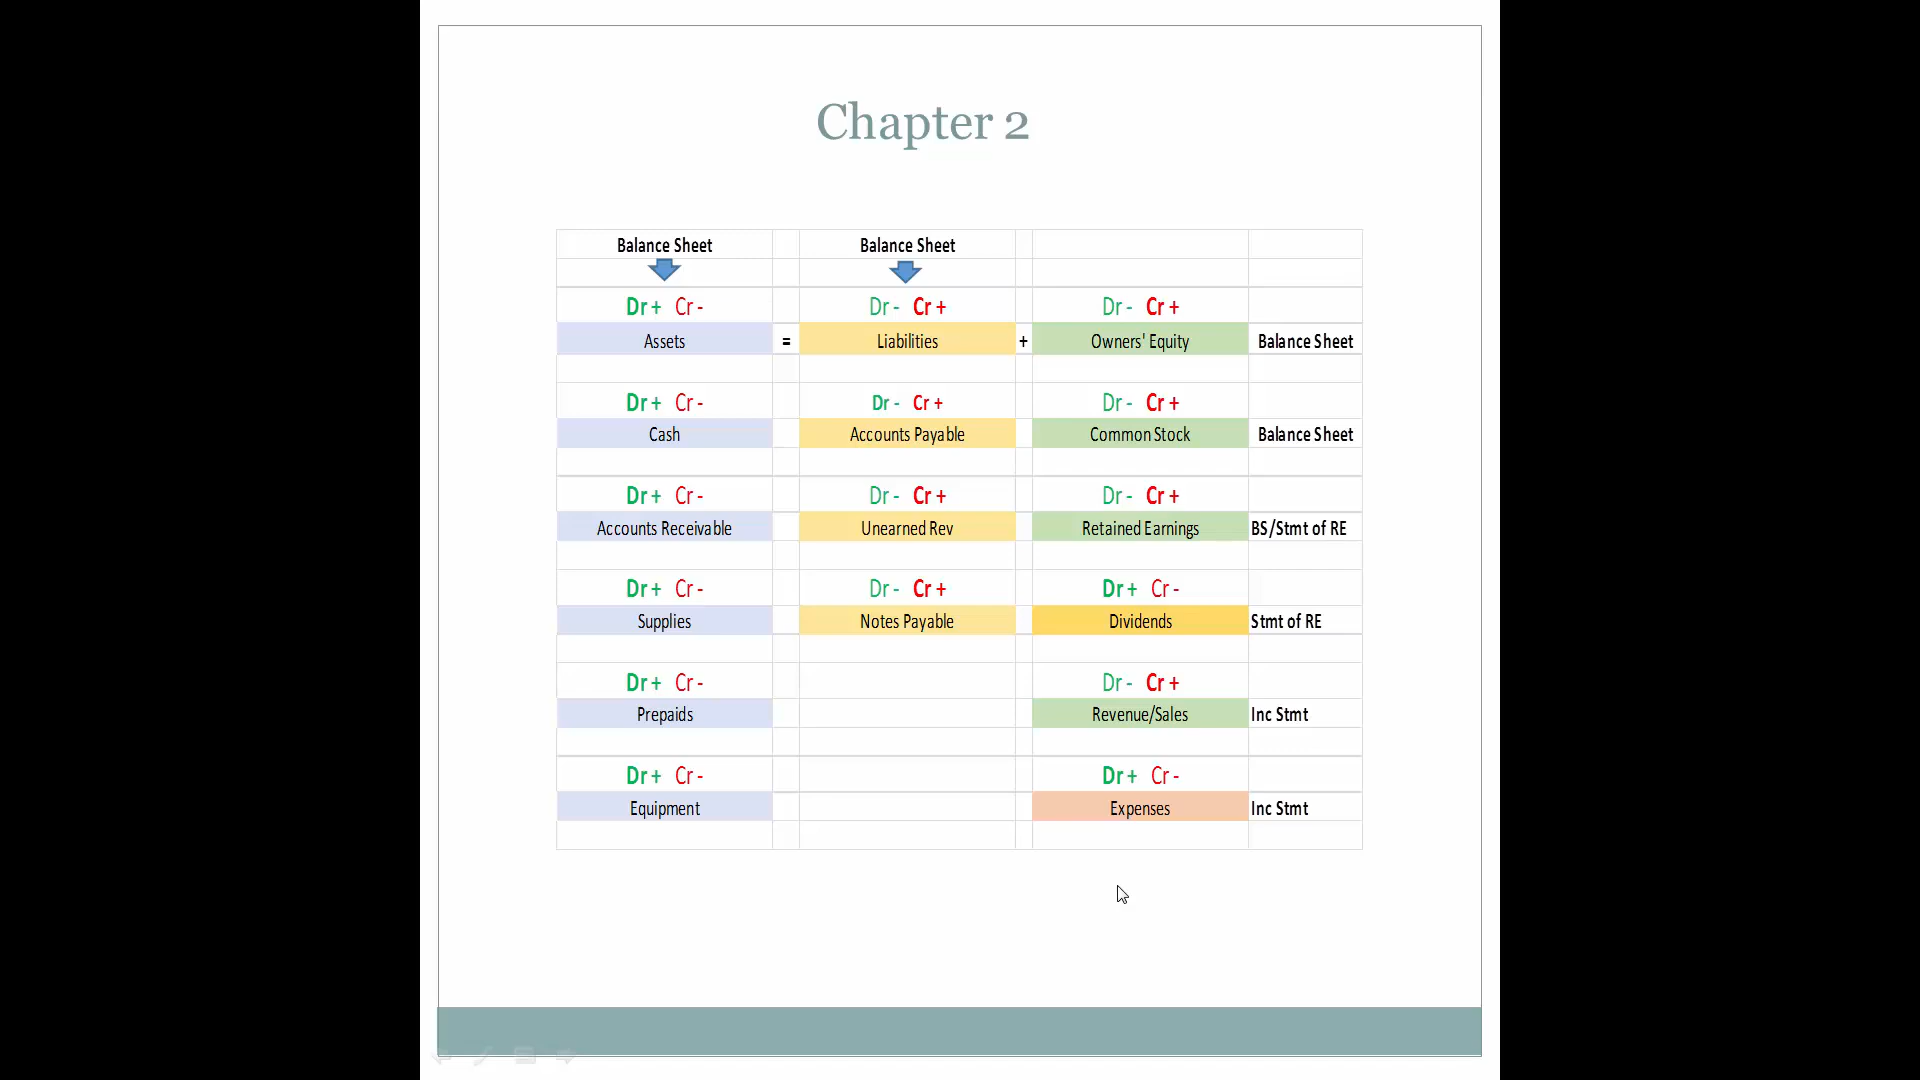 Chapter 2
Balance Sheet Balance Sheet
Dr + Cr - Dr - Cr + Dr - Cr +
Assets = Liabilities + Owners' Equity Balance Sheet
Dr + Cr - Dr - Cr + Dr - Cr +
Cash Accounts Payable Common Stock Balance Sheet
Dr + Cr - Dr - Cr + Dr - Cr +
Accounts Receivable Unearned Rev Retained Earnings BS/Stmt of RE
Dr + Cr - Dr - Cr + Dr + Cr -
Supplies Notes Payable Dividends Stmt of RE
Dr + Cr - Dr - Cr +
Prepaids Revenue/Sales Inc Stmt
Dr + Cr - Dr + Cr -
Equipment Expenses Inc Stmt